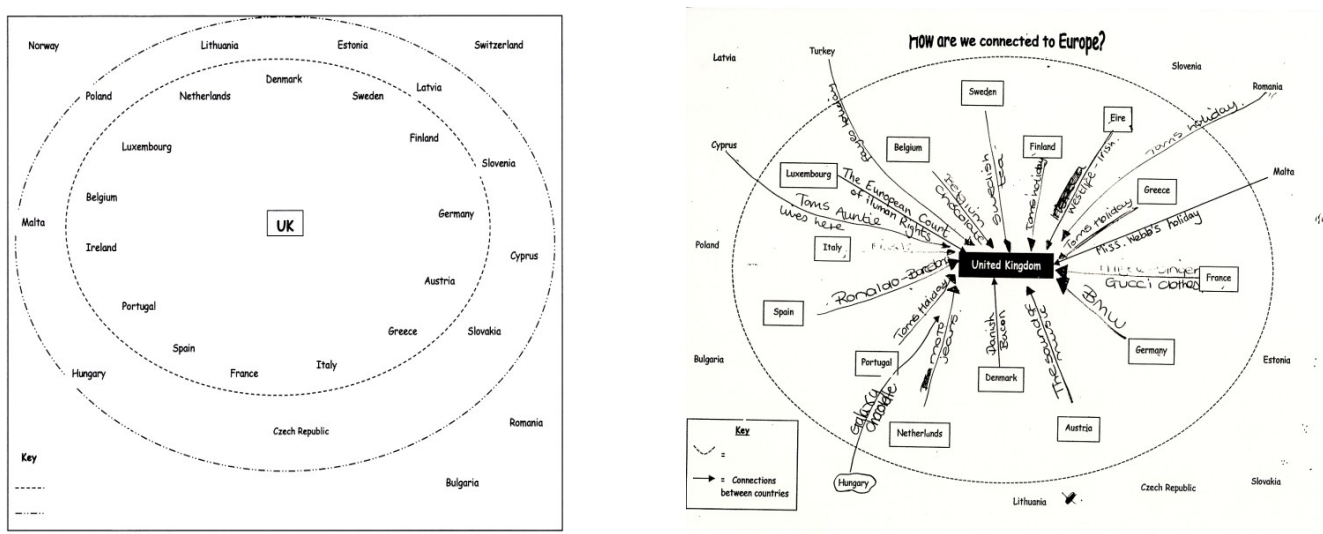 Norway
Lithuania
Estonia
Switzerland
Denmark
Poland
Netherlands
Sweden
Latvia
Luxembourg
Finland
Slovenia
Belgium
Malta
UK
Germany
Ireland
Cyprus
Austria
Portugal
Greece
Slovakia
Spain
Italy
Hungary
France
Czech Republic
Romania
Key
Bulgaria
How are we connected to Europe?
Latvia
Turkey
Slovenia
Romania
Sweden
Eire
Toms holiday.
Cyprus
Belgium
Finland
Luxembourg
Malta
Greece
The European Court
of Human Rights
Belgium
Chocolate
Swedish
Toms holiday
Westlife - Irish.
Toms Holiday
Toms Auntie
lives here
Miss. Webb's holiday
Poland
Italy
United Kingdom
France
Gucci clothes
Ronaldo-
BMW
Spain
Toms Holiday
moto
jeans
Danish
Bacon
The sound of
music
Bulgaria
Portugal
Germany
Estonia
Denmark
Galaxy
Netherlands
Austria
Key
=
= Connections
between countries
Hungary
Lithuania
Czech Republic
Slovakia